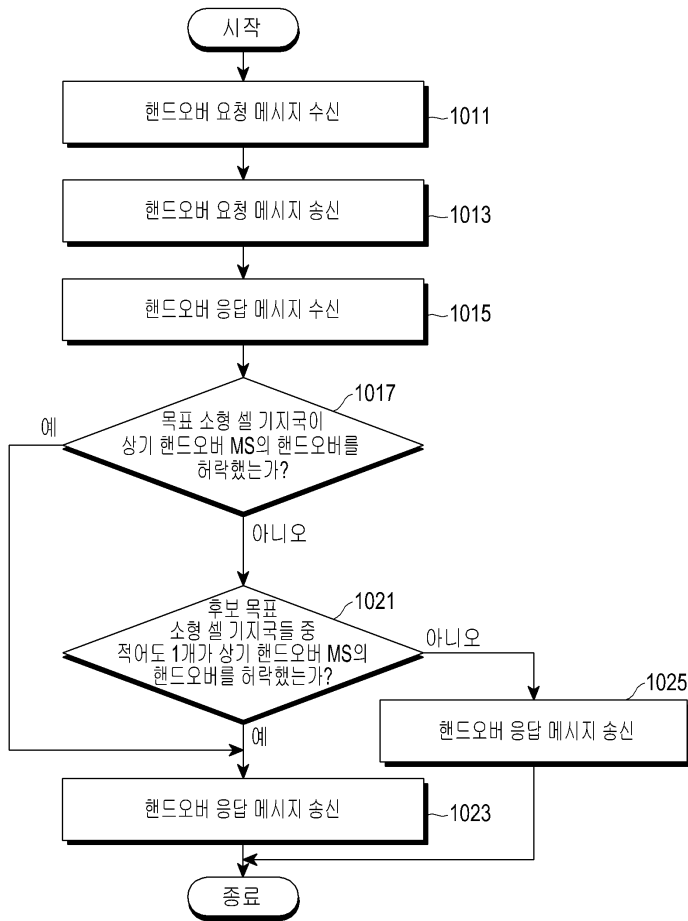 시작
핸드오버 요청 메시지 수신
1011
핸드오버 요청 메시지 송신
1013
핸드오버 응답 메시지 수신
1015
1017
예
목표 소형 셀 기지국이
상기 핸드오버 MS의 핸드오버를
허락했는가?
아니오
1021
후보 목표
소형 셀 기지국들 중
적어도 1개가 상기 핸드오버 MS의
핸드오버를 허락했는가?
아니오
예
1025
핸드오버 응답 메시지 송신
핸드오버 응답 메시지 송신
1023
종료